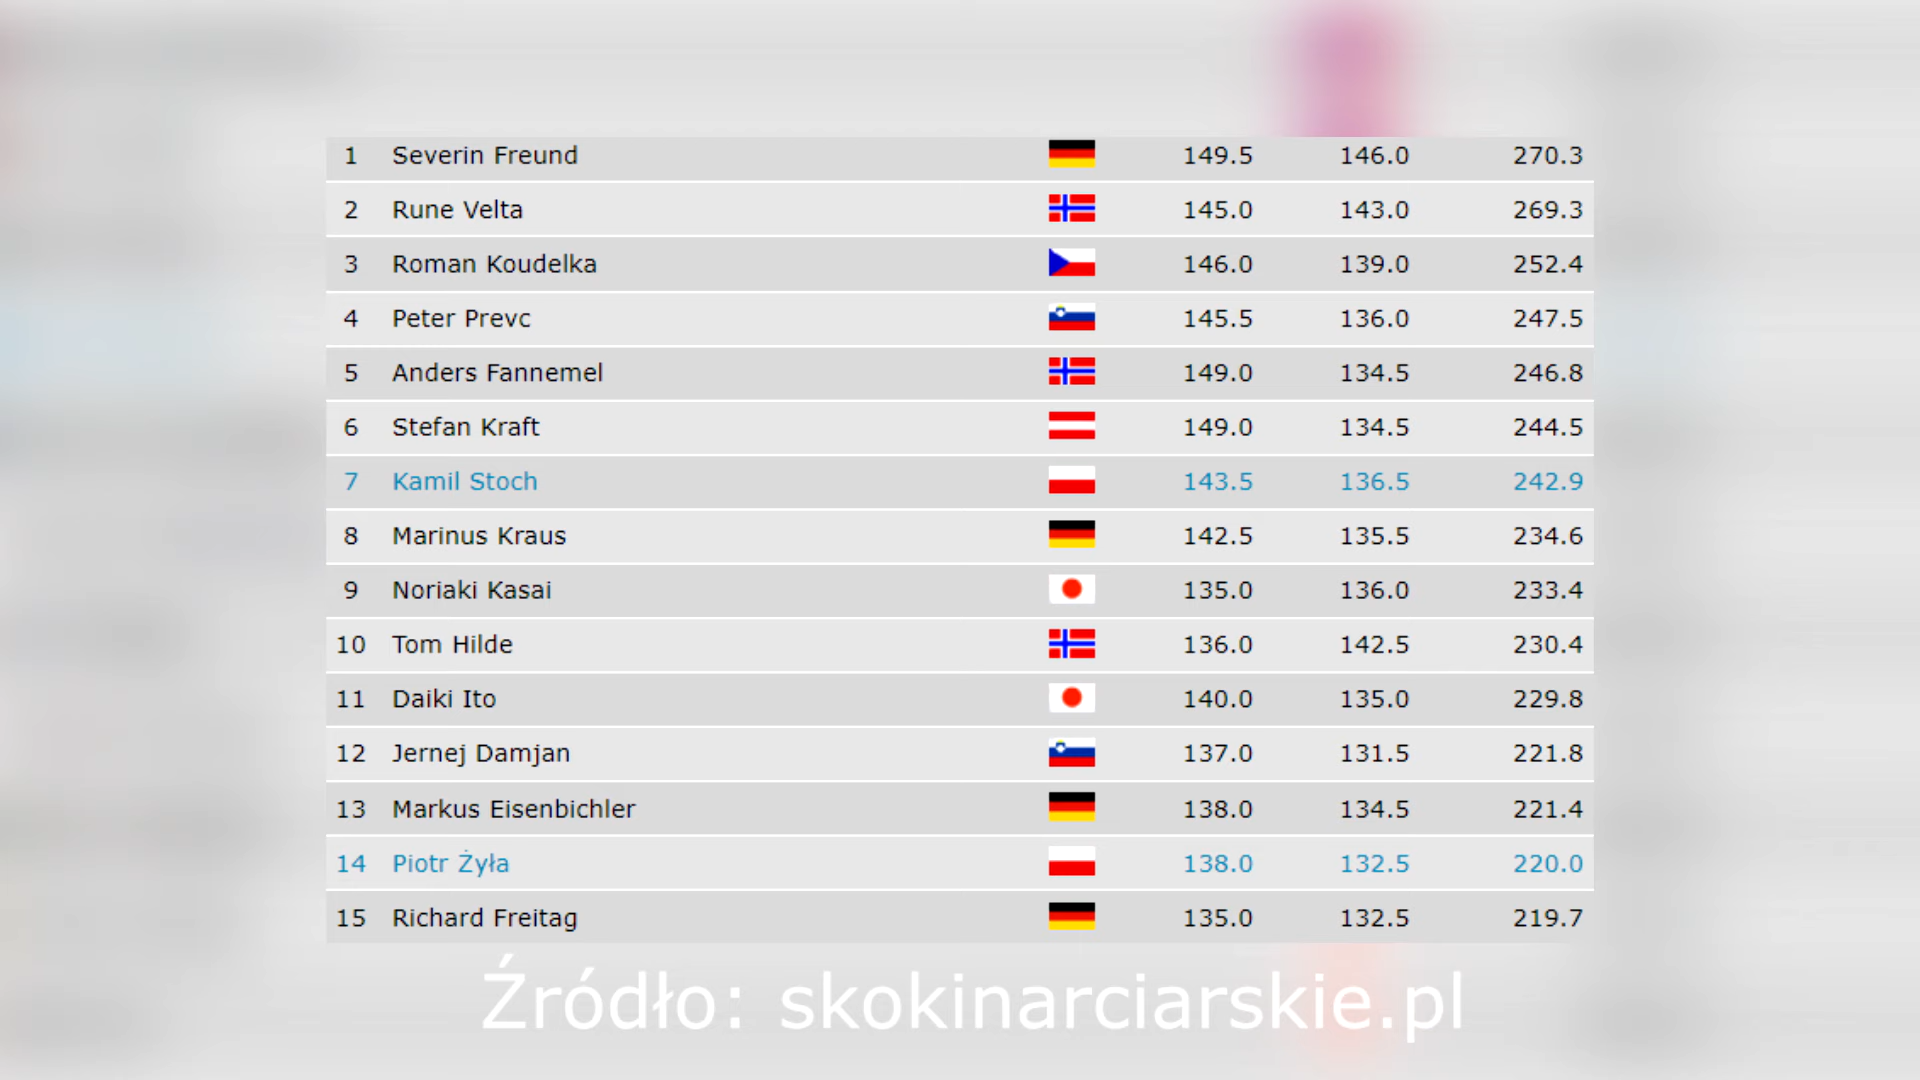 1 Severin Freund 149.5 146.0 270.3
2 Rune Velta 145.0 143.0 269.3
3 Roman Koudelka 146.0 139.0 252.4
4 Peter Prevc 145.5 136.0 247.5
5 Anders Fannemel 149.0 134.5 246.8
6 Stefan Kraft 149.0 134.5 244.5
7 Kamil Stoch 143.5 136.5 242.9
8 Marinus Kraus 142.5 135.5 234.6
9 Noriaki Kasai 135.0 136.0 233.4
10 Tom Hilde 136.0 142.5 230.4
11 Daiki Ito 140.0 135.0 229.8
12 Jernej Damjan 137.0 131.5 221.8
13 Markus Eisenbichler 138.0 134.5 221.4
14 Piotr Żyła 138.0 132.5 220.0
15 Richard Freitag 135.0 132.5 219.7
Źródło: skokinarciarskie.pl